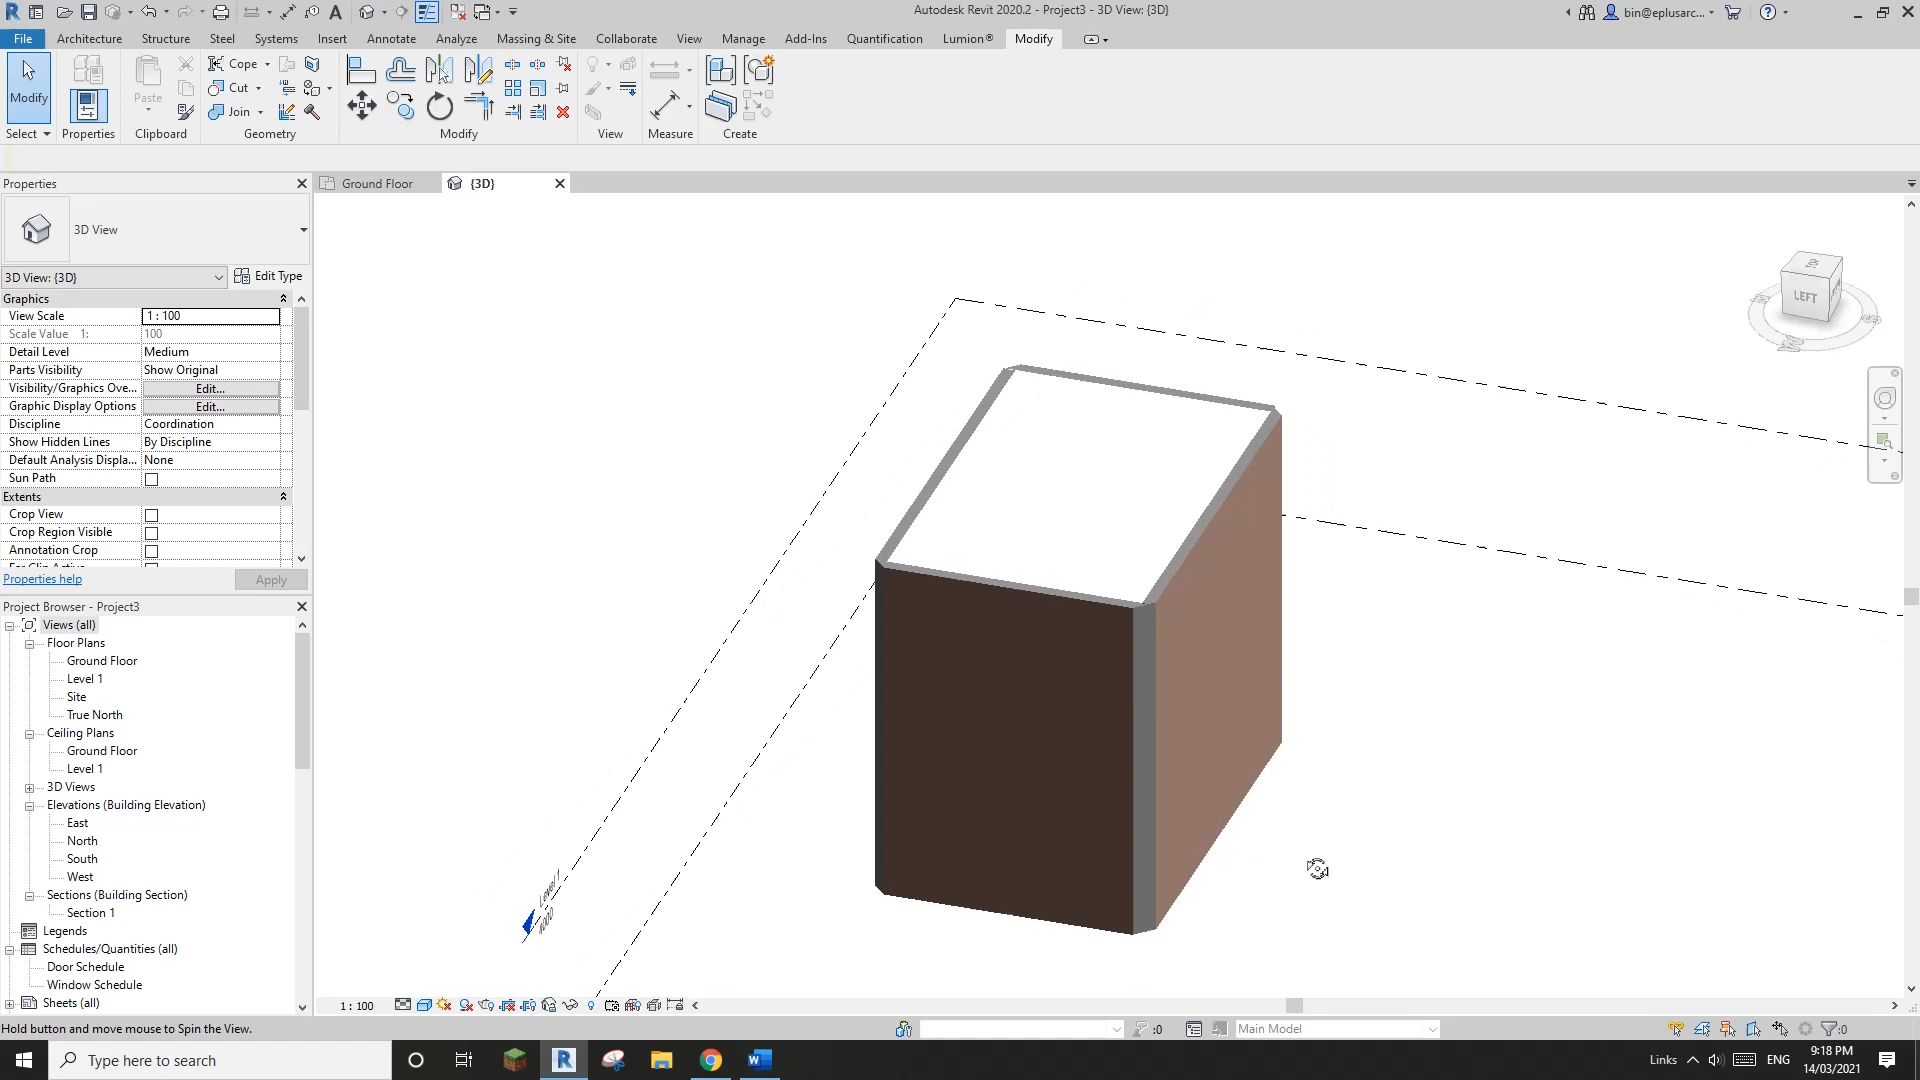 Autodesk Revit 2020.2 - Project3 - 3D View: {3D}
bin@eplusarc...
File Architecture Structure Steel Systems Insert Annotate Analyze Massing & Site Collaborate View Manage Add-Ins Quantification Lumion® Modify
Modify
Paste
Cope
Cut
Join
Select Properties Clipboard Geometry Modify View Measure Create
Properties
Ground Floor
{3D}
3D View
3D View: {3D}
Edit Type
Graphics
View Scale 1 : 100
Scale Value 1: 100
Detail Level Medium
Parts Visibility Show Original
Visibility/Graphics Ove... Edit...
Graphic Display Options Edit...
Discipline Coordination
Show Hidden Lines By Discipline
Default Analysis Displa... None
Sun Path
Extents
Crop View
Crop Region Visible
Annotation Crop
Properties help
Apply
Project Browser - Project3
Views (all)
Floor Plans
Ground Floor
Level 1
Site
True North
Ceiling Plans
Ground Floor
Level 1
3D Views
Elevations (Building Elevation)
East
North
South
West
Sections (Building Section)
Section 1
Legends
Schedules/Quantities (all)
Door Schedule
Window Schedule
Sheets (all)
LEFT
Level 1
4000
1 : 100
Hold button and move mouse to Spin the View.
:0
Main Model
:0
Type here to search
Links
ENG
9:18 PM
14/03/2021